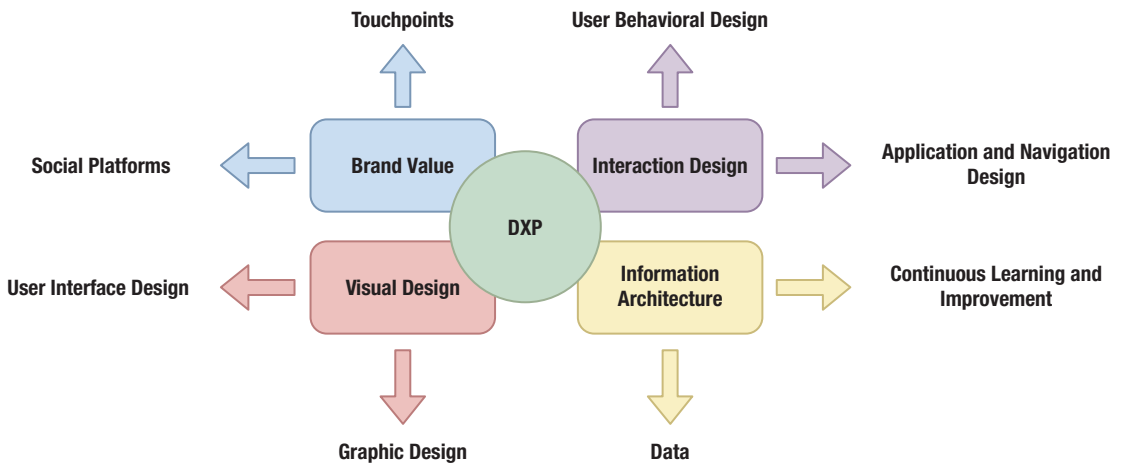 Touchpoints
User Behavioral Design
Social Platforms
Brand Value
Interaction Design
Application and Navigation
Design
DXP
User Interface Design
Visual Design
Information
Architecture
Continuous Learning and
Improvement
Graphic Design
Data